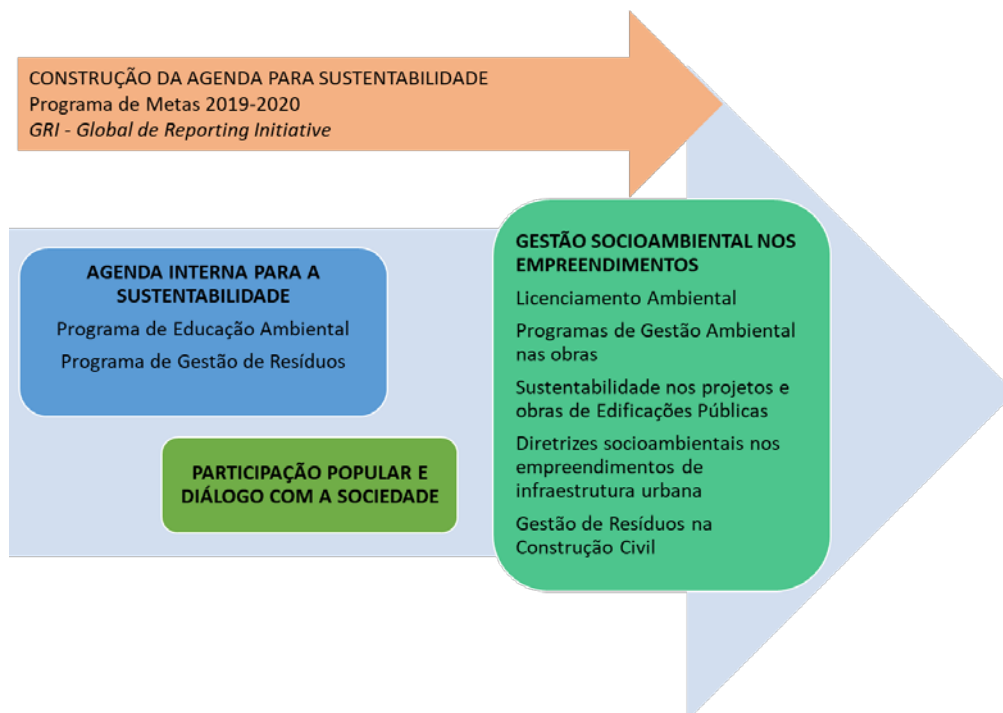 CONSTRUÇÃO DA AGENDA PARA SUSTENTABILIDADE
Programa de Metas 2019-2020
GRI - Global de Reporting Initiative
AGENDA INTERNA PARA A
SUSTENTABILIDADE
Programa de Educação Ambiental
Programa de Gestão de Resíduos
PARTICIPAÇÃO POPULAR E
DIÁLOGO COM A SOCIEDADE
GESTÃO SOCIOAMBIENTAL NOS
EMPREENDIMENTOS
Licenciamento Ambiental
Programas de Gestão Ambiental
nas obras
Sustentabilidade nos projetos e
obras de Edificações Públicas
Diretrizes socioambientais nos
empreendimentos de
infraestrutura urbana
Gestão de Resíduos na
Construção Civil